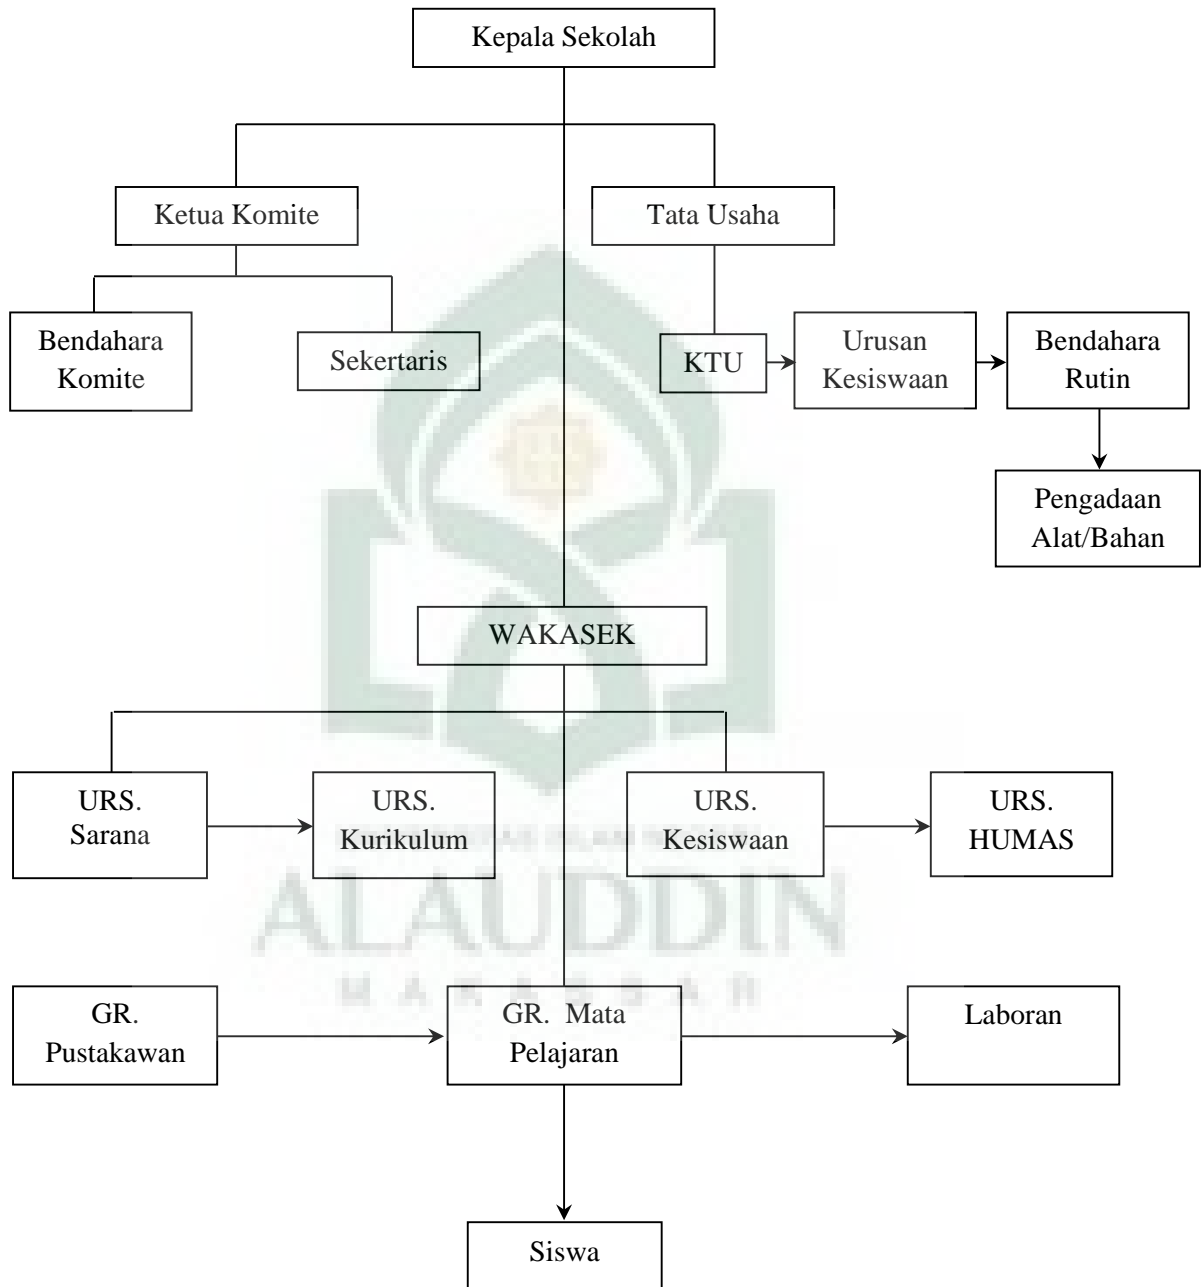 Kepala Sekolah
Ketua Komite
Tata Usaha
Bendahara
Komite
Sekertaris
KTU
Urusan
Kesiswaan
Bendahara
Rutin
Pengadaan
Alat/Bahan
WAKASEK
URS.
Sarana
URS.
Kurikulum
URS.
Kesiswaan
URS.
HUMAS
ALAUDDIN
MAKASSAR
GR.
Pustakawan
GR. Mata
Pelajaran
Laboran
Siswa